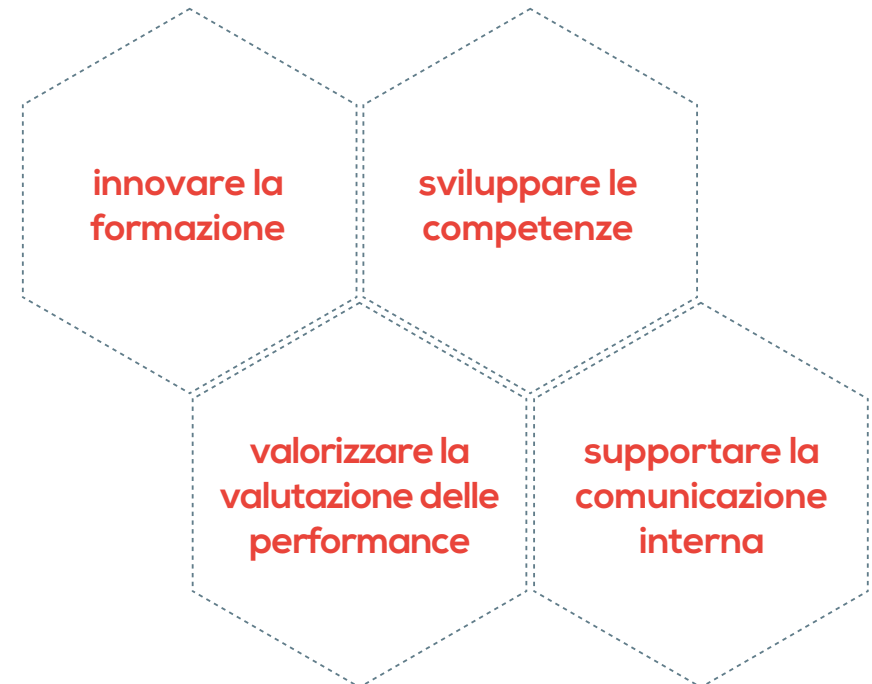 innovare la
formazione
sviluppare le
competenze
valorizzare la
valutazione delle
performance
supportare la
comunicazione
interna